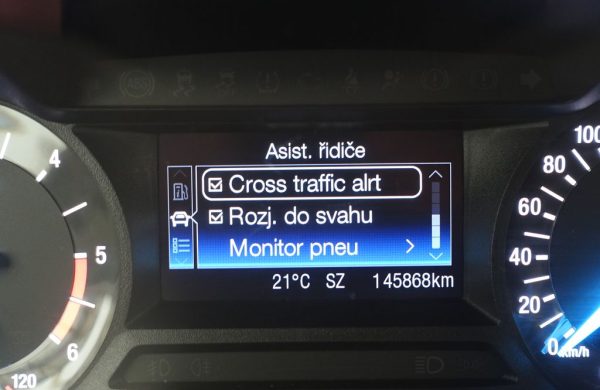 ABS
Asist. řidiče
Cross traffic alrt
Rozj. do svahu
Monitor pneu
21°C SZ 145868km
4
5
6
120
100
80
60
40
20
0
km/h